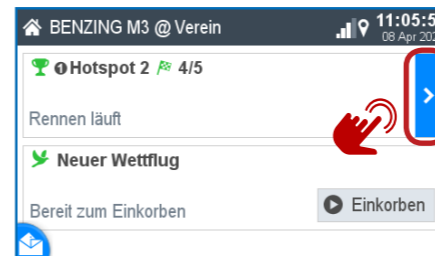 BENZING M3 @ Verein
11:05:5
08 Apr 202
❶Hotspot 2 4/5
Rennen läuft
Neuer Wettflug
Bereit zum Einkorben
Einkorben